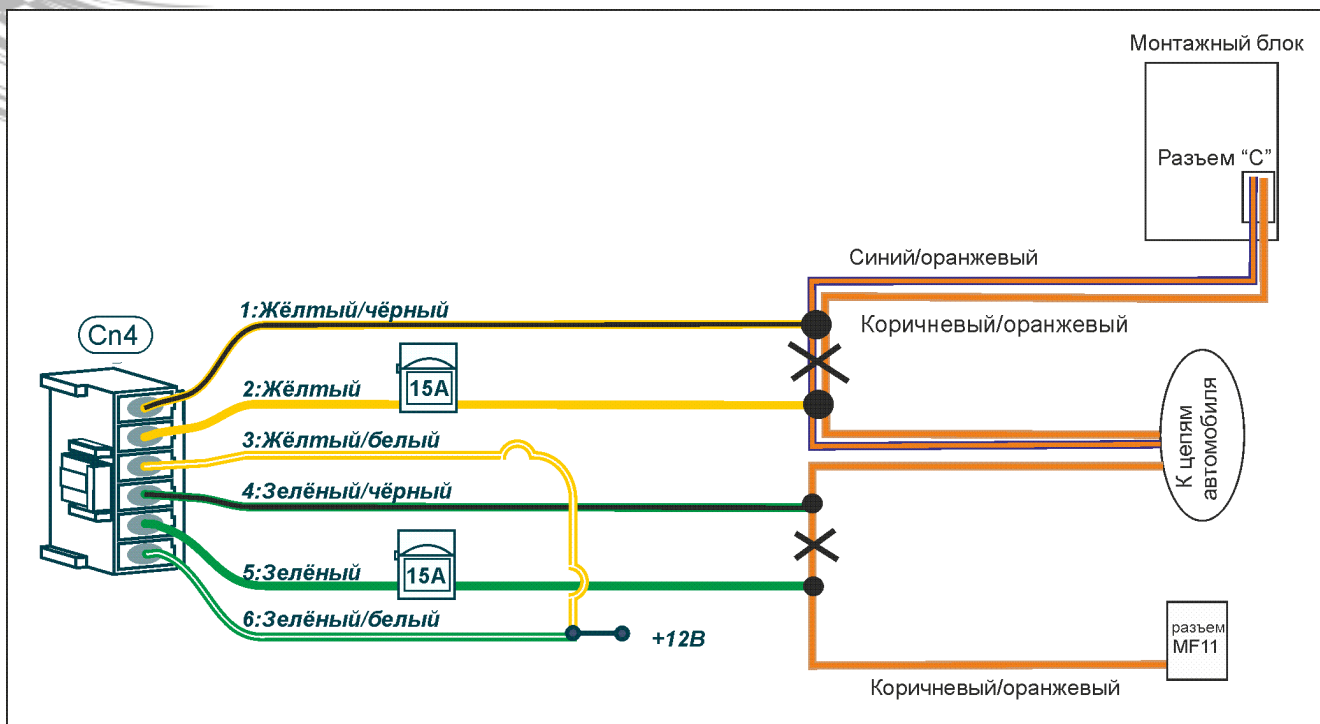 Монтажный блок
Разъем “С”
Синий/оранжевый
1:Жёлтый/чёрный
Коричневый/оранжевый
Cn4
2:Жёлтый
15А
К цепям
автомобиля
3:Жёлтый/белый
4:Зелёный/чёрный
5:Зелёный
15А
6:Зелёный/белый
+12В
разъем
MF11
Коричневый/оранжевый